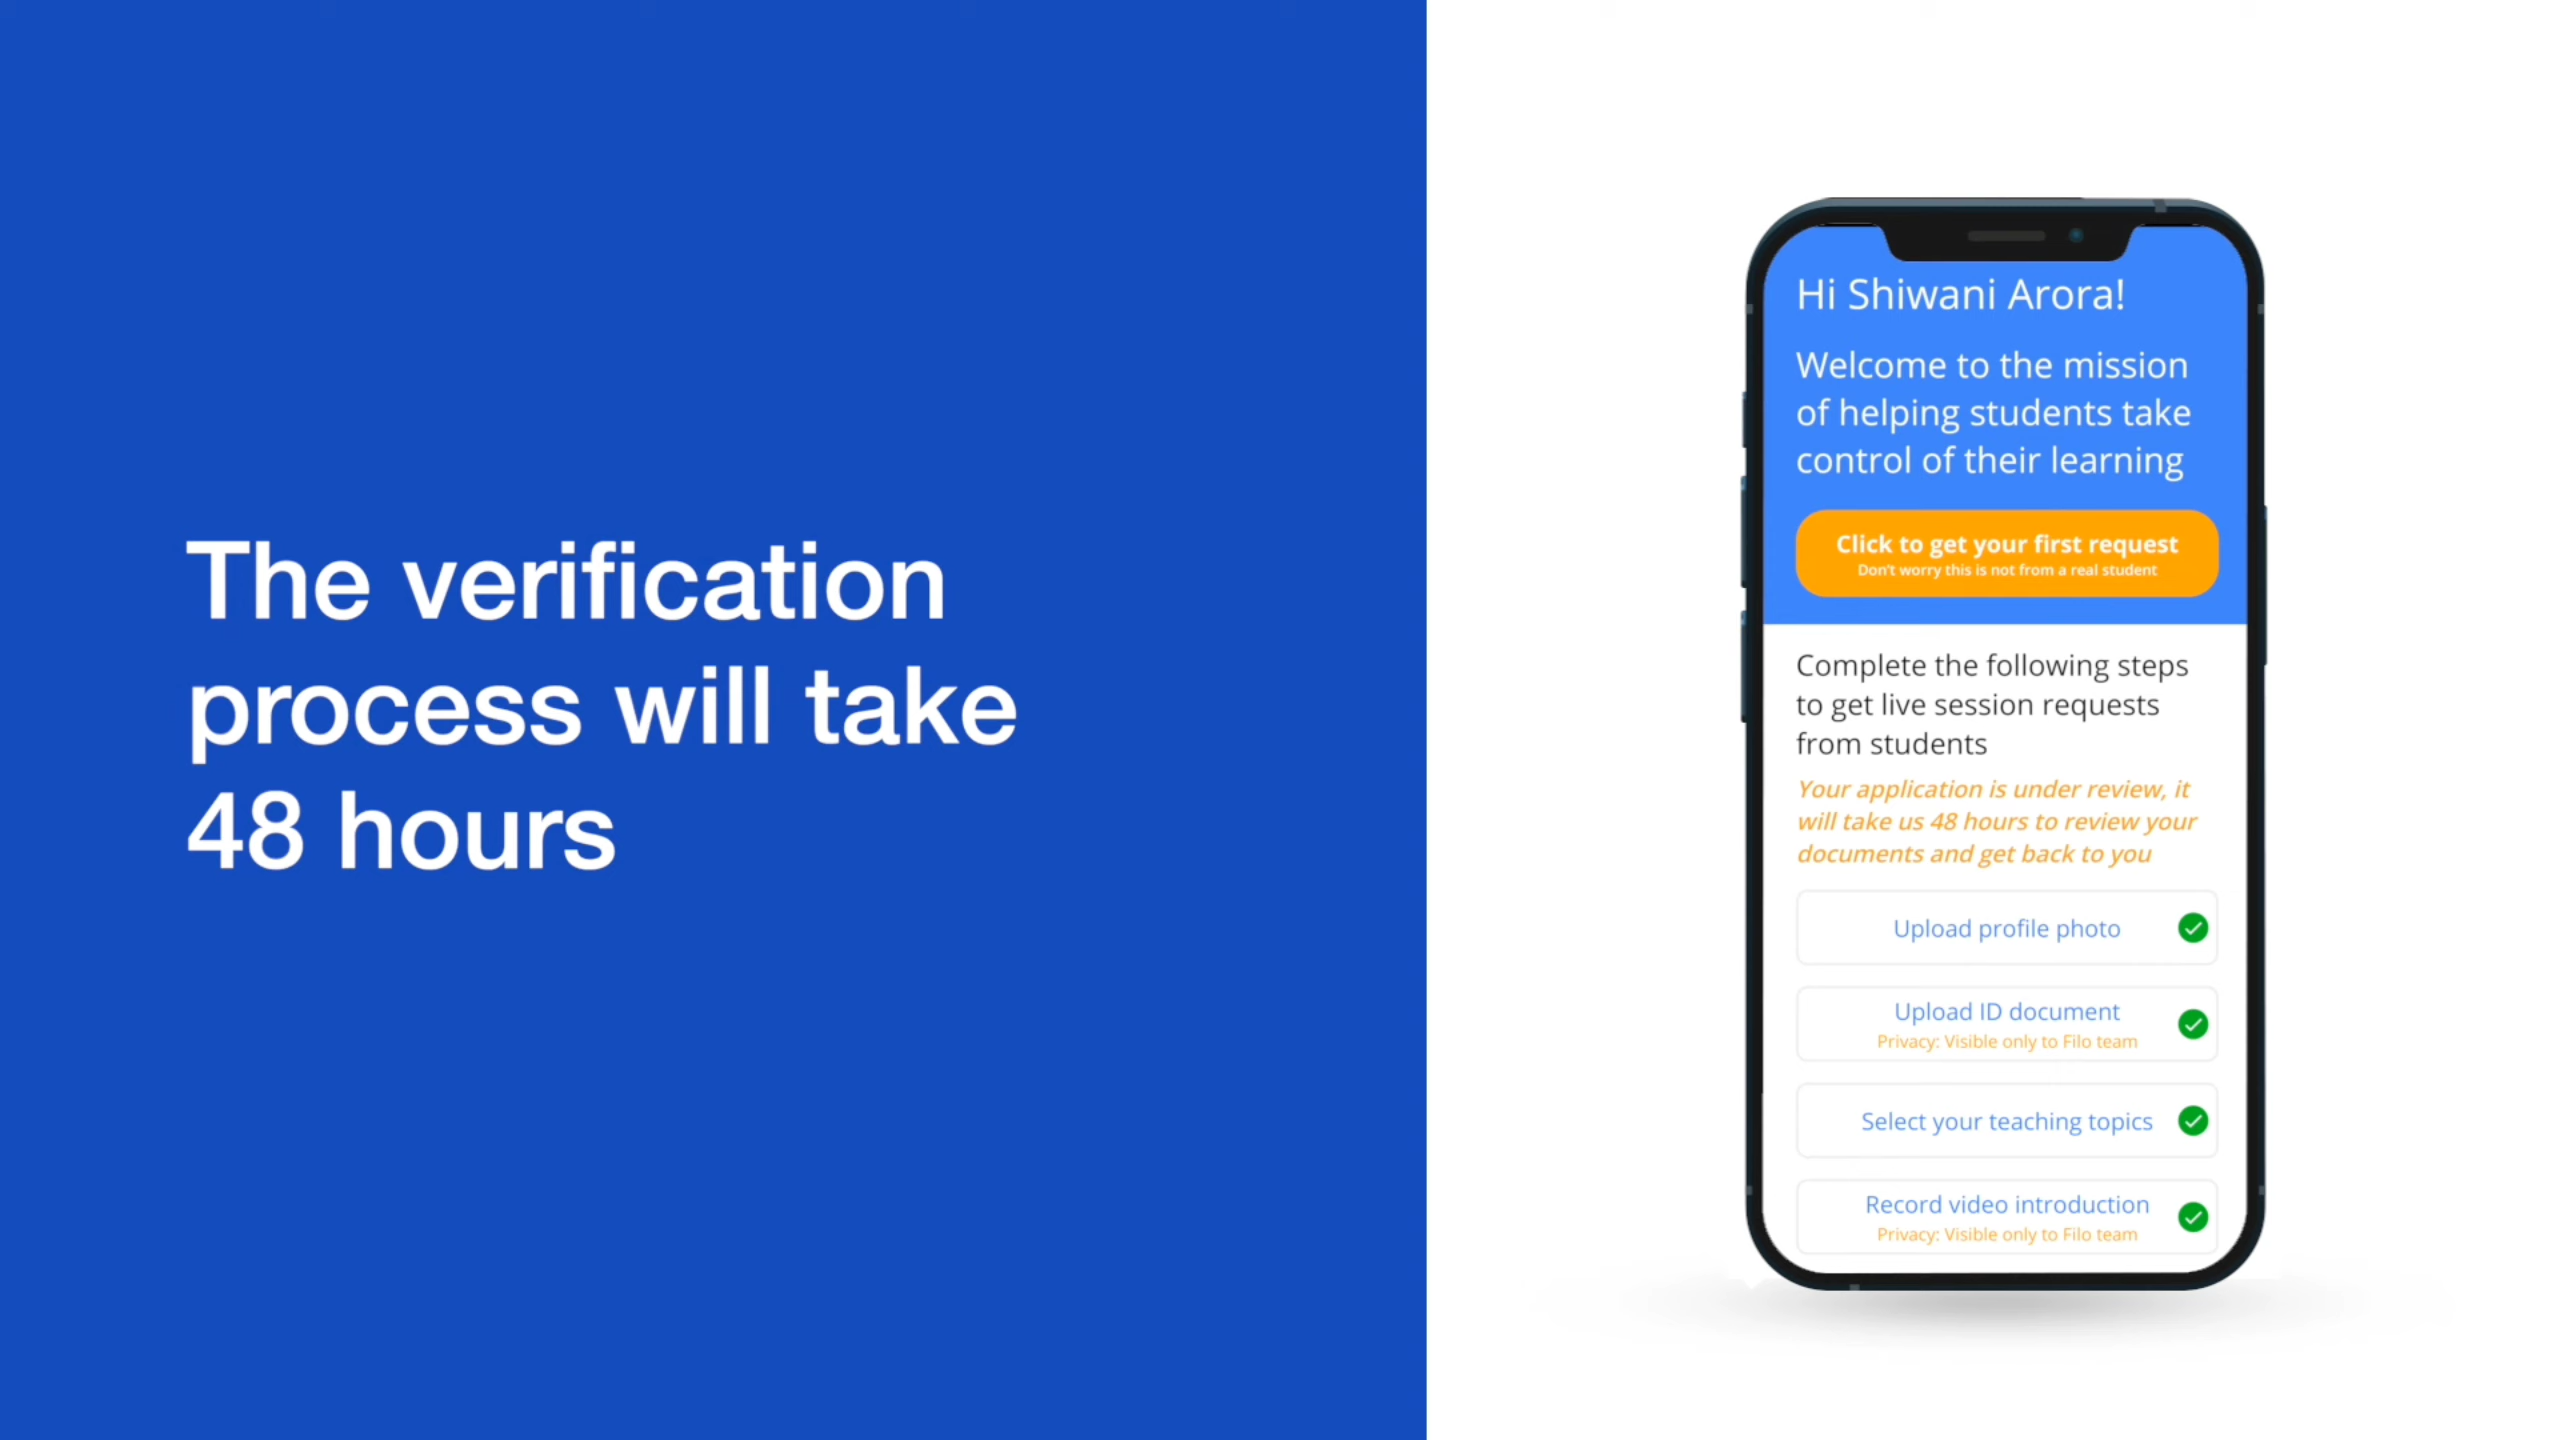 The verification
process will take
48 hours
Hi Shiwani Arora!
Welcome to the mission
of helping students take
control of their learning
Click to get your first request
Don't worry this is not from a real student
Complete the following steps
to get live session requests
from students
Your application is under review, it
will take us 48 hours to review your
documents and get back to you
Upload profile photo
Upload ID document
Privacy: Visible only to Filo team
Select your teaching topics
Record video introduction
Privacy: Visible only to Filo team